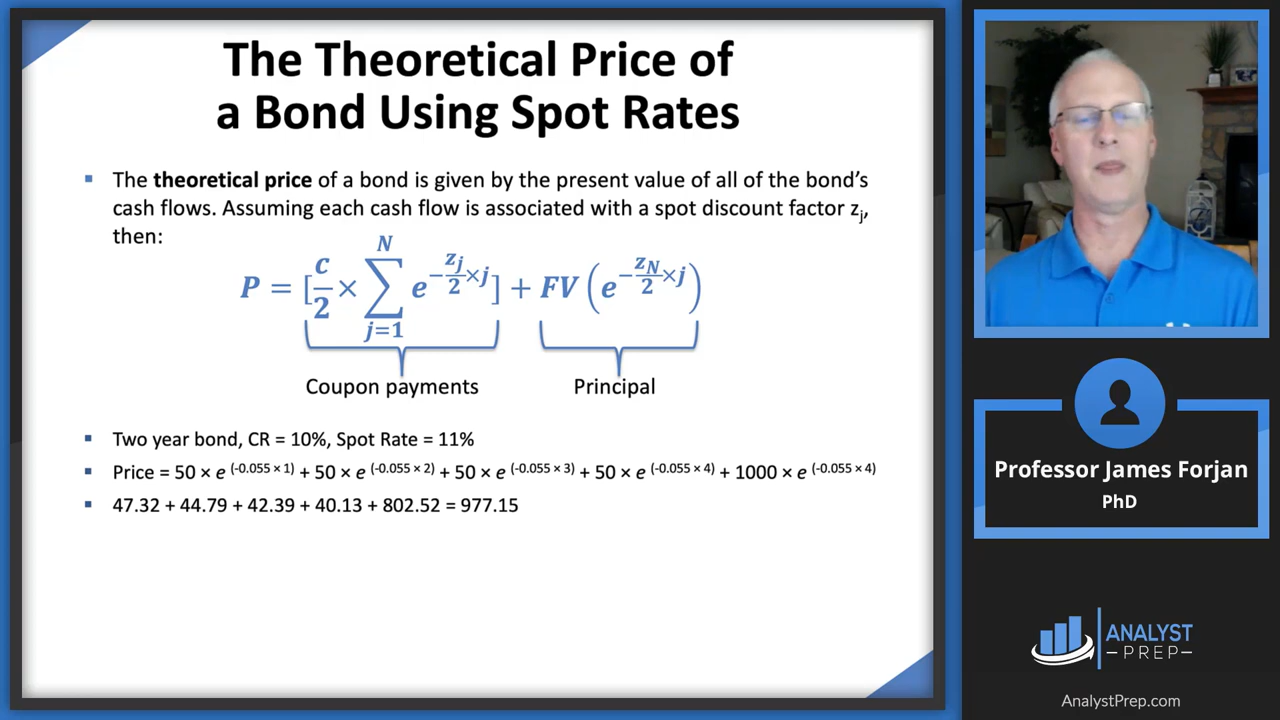 The Theoretical Price of
a Bond Using Spot Rates
▪ The theoretical price of a bond is given by the present value of all of the bond's
cash flows. Assuming each cash flow is associated with a spot discount factor z_j,
then:
P = [c/2 × ∑_{j=1}^{N} e^{-z_j/2 × j}] + FV(e^{-z_N/2 × j})
Coupon payments Principal
▪ Two year bond, CR = 10%, Spot Rate = 11%
▪ Price = 50 × e ^(-0.055 × 1) + 50 × e ^(-0.055 × 2) + 50 × e ^(-0.055 × 3) + 50 × e ^(-0.055 × 4) + 1000 × e ^(-0.055 × 4)
▪ 47.32 + 44.79 + 42.39 + 40.13 + 802.52 = 977.15
Professor James Forjan
PhD
ANALYST
PREP
AnalystPrep.com